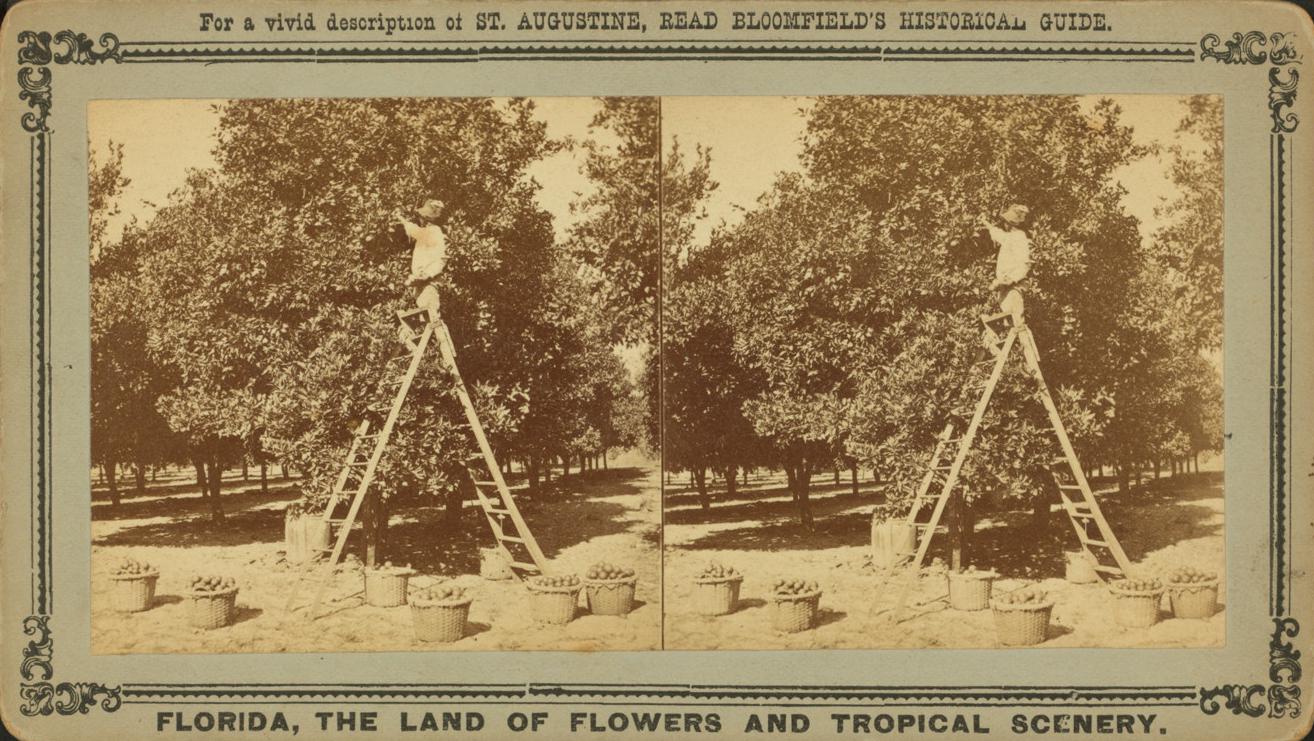 For a vivid description of ST. AUGUSTINE, READ BLOOMFIELD'S HISTORICAL GUIDE.
FLORIDA, THE LAND OF FLOWERS AND TROPICAL SCENERY.